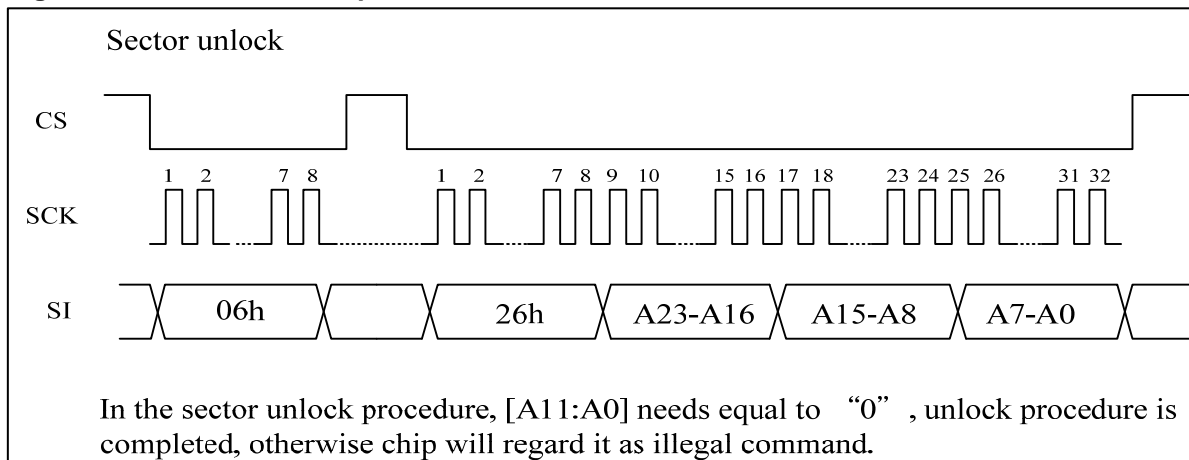 Sector unlock
CS
1 2 7 8 1 2 7 8 9 10 15 16 17 18 23 24 25 26 31 32
SCK
SI 06h 26h A23-A16 A15-A8 A7-A0
In the sector unlock procedure, [A11:A0] needs equal to “0”, unlock procedure is
completed, otherwise chip will regard it as illegal command.